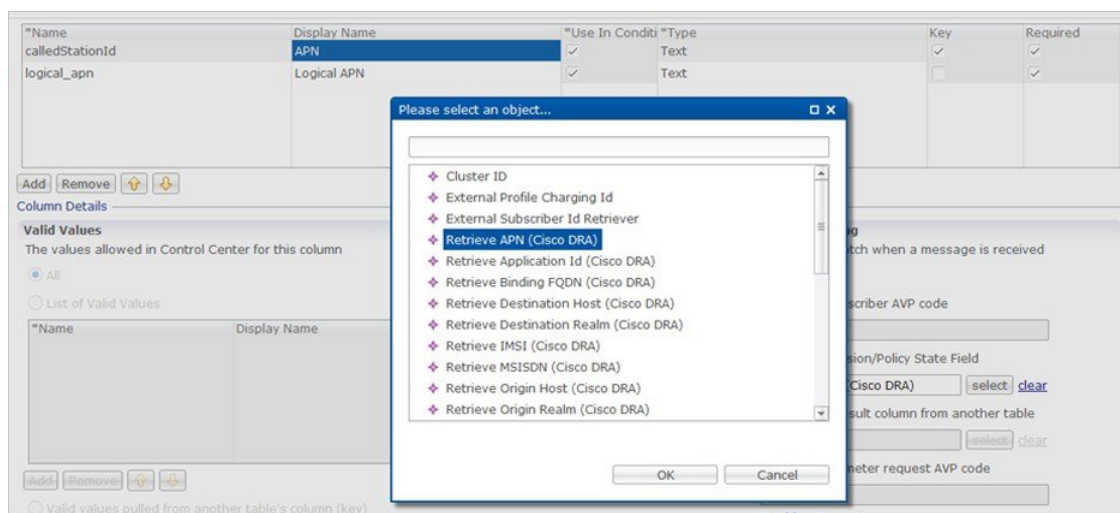 *Name Display Name *Use In Conditi *Type Key Required
calledStationId APN Text
logical_apn Logical APN Text
Please select an object...
Cluster ID
External Profile Charging Id
External Subscriber Id Retriever
Retrieve APN (Cisco DRA)
Retrieve Application Id (Cisco DRA)
Retrieve Binding FQDN (Cisco DRA)
Retrieve Destination Host (Cisco DRA)
Retrieve Destination Realm (Cisco DRA)
Retrieve IMSI (Cisco DRA)
Retrieve MSISDN (Cisco DRA)
Retrieve Origin Host (Cisco DRA)
Retrieve Origin Realm (Cisco DRA)
OK Cancel
Add Remove
Column Details
Valid Values
The values allowed in Control Center for this column
All
List of Valid Values
*Name Display Name
Add Remove
Valid values pulled from another table's column (key)
when a message is received
AVP code
State Field
(Cisco DRA) select clear
column from another table
select clear
request AVP code